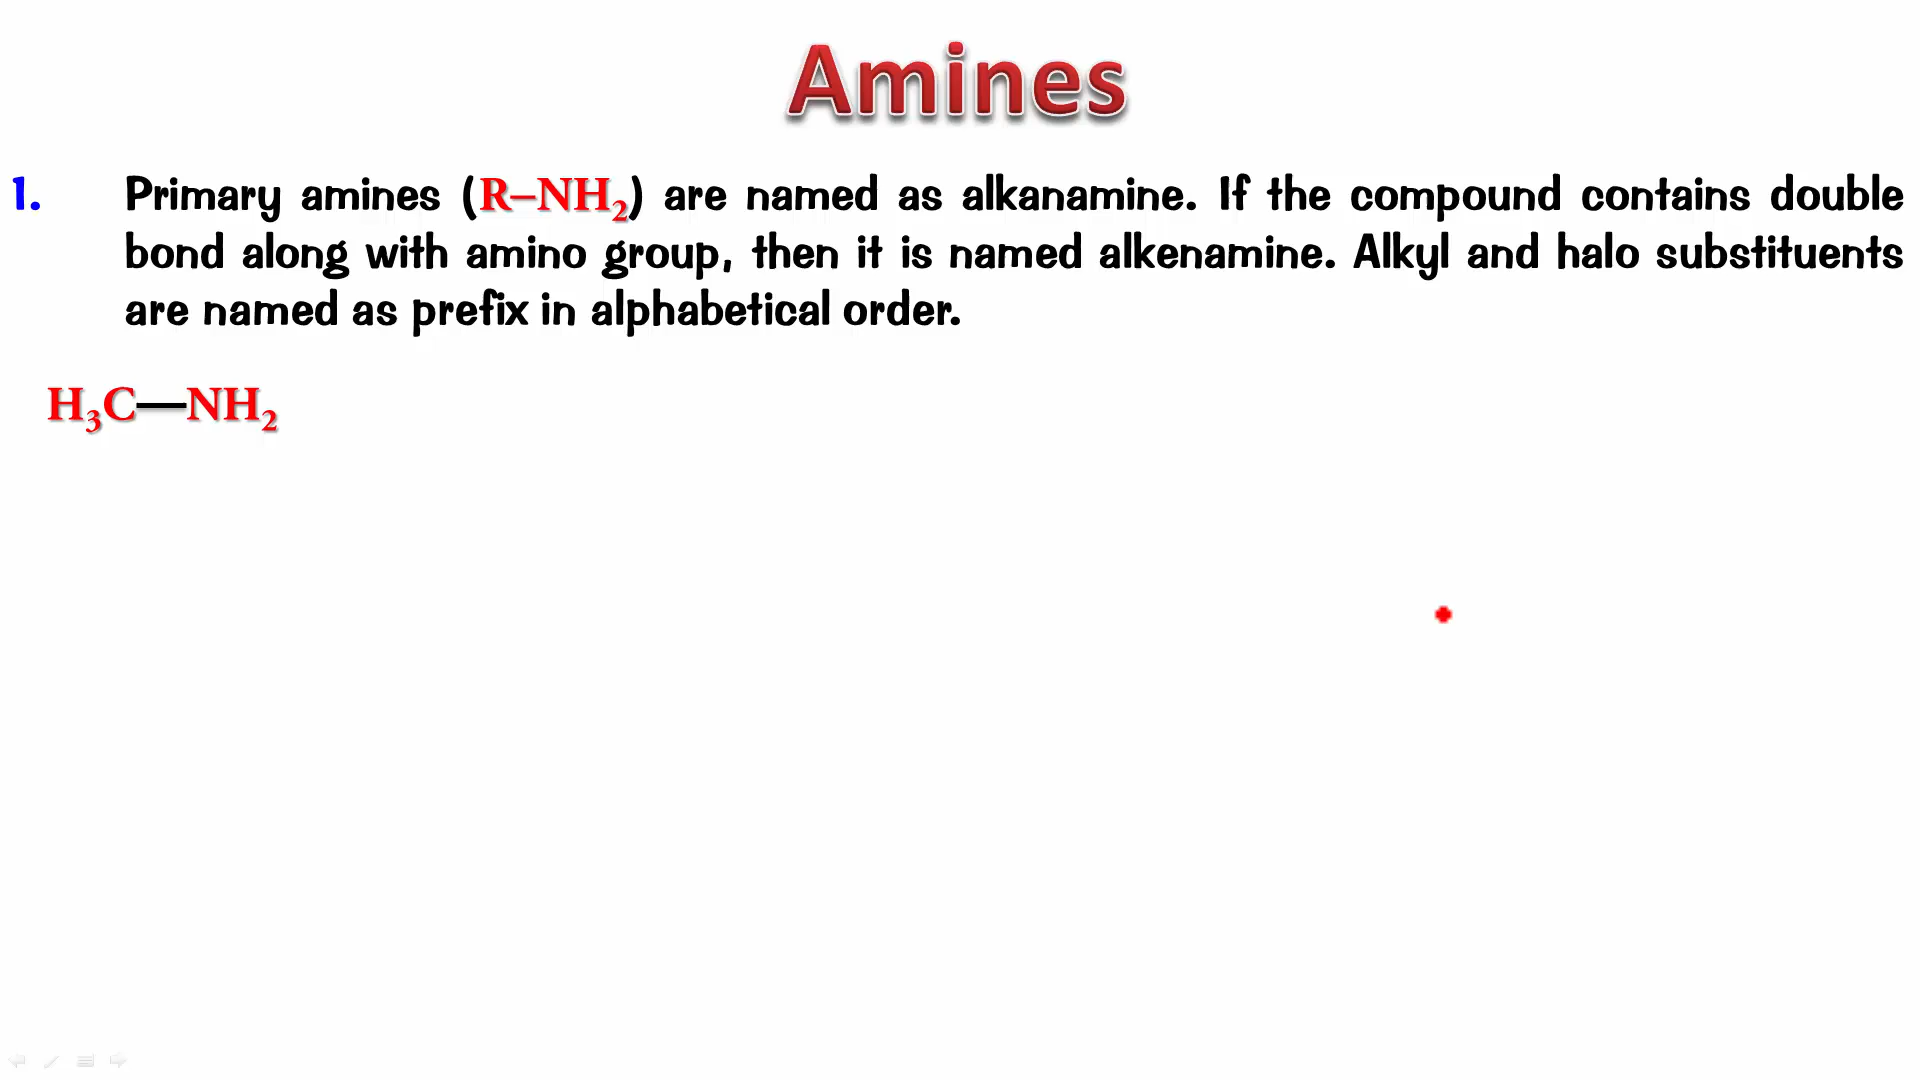 Amines
1. Primary amines (R–NH₂) are named as alkanamine. If the compound contains double
bond along with amino group, then it is named alkenamine. Alkyl and halo substituents
are named as prefix in alphabetical order.
H₃C—NH₂